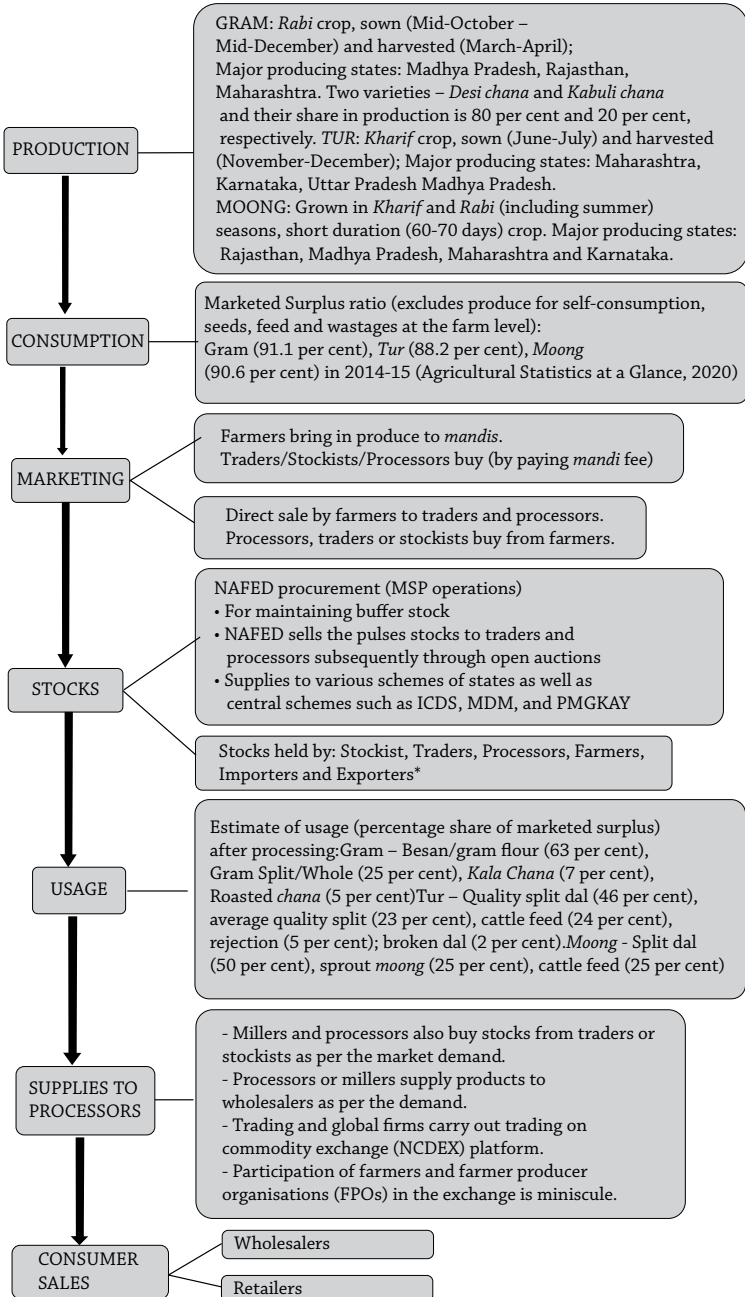 GRAM: Rabi crop, sown (Mid-October –
Mid-December) and harvested (March-April);
Major producing states: Madhya Pradesh, Rajasthan,
Maharashtra. Two varieties – Desi chana and Kabuli chana
and their share in production is 80 per cent and 20 per cent,
respectively. TUR: Kharif crop, sown (June-July) and harvested
(November-December); Major producing states: Maharashtra,
Karnataka, Uttar Pradesh Madhya Pradesh.
MOONG: Grown in Kharif and Rabi (including summer)
seasons, short duration (60-70 days) crop. Major producing states:
Rajasthan, Madhya Pradesh, Maharashtra and Karnataka.
PRODUCTION
Marketed Surplus ratio (excludes produce for self-consumption,
seeds, feed and wastages at the farm level):
Gram (91.1 per cent), Tur (88.2 per cent), Moong
(90.6 per cent) in 2014-15 (Agricultural Statistics at a Glance, 2020)
CONSUMPTION
Farmers bring in produce to mandis.
Traders/Stockists/Processors buy (by paying mandi fee)
MARKETING
Direct sale by farmers to traders and processors.
Processors, traders or stockists buy from farmers.
NAFED procurement (MSP operations)
• For maintaining buffer stock
• NAFED sells the pulses stocks to traders and
processors subsequently through open auctions
• Supplies to various schemes of states as well as
central schemes such as ICDS, MDM, and PMGKAY
STOCKS
Stocks held by: Stockist, Traders, Processors, Farmers,
Importers and Exporters*
Estimate of usage (percentage share of marketed surplus)
after processing:Gram – Besan/gram flour (63 per cent),
Gram Split/Whole (25 per cent), Kala Chana (7 per cent),
Roasted chana (5 per cent)Tur – Quality split dal (46 per cent),
average quality split (23 per cent), cattle feed (24 per cent),
rejection (5 per cent); broken dal (2 per cent).Moong - Split dal
(50 per cent), sprout moong (25 per cent), cattle feed (25 per cent)
USAGE
- Millers and processors also buy stocks from traders or
stockists as per the market demand.
- Processors or millers supply products to
wholesalers as per the demand.
- Trading and global firms carry out trading on
commodity exchange (NCDEX) platform.
- Participation of farmers and farmer producer
organisations (FPOs) in the exchange is miniscule.
SUPPLIES TO
PROCESSORS
Wholesalers
CONSUMER
SALES
Retailers